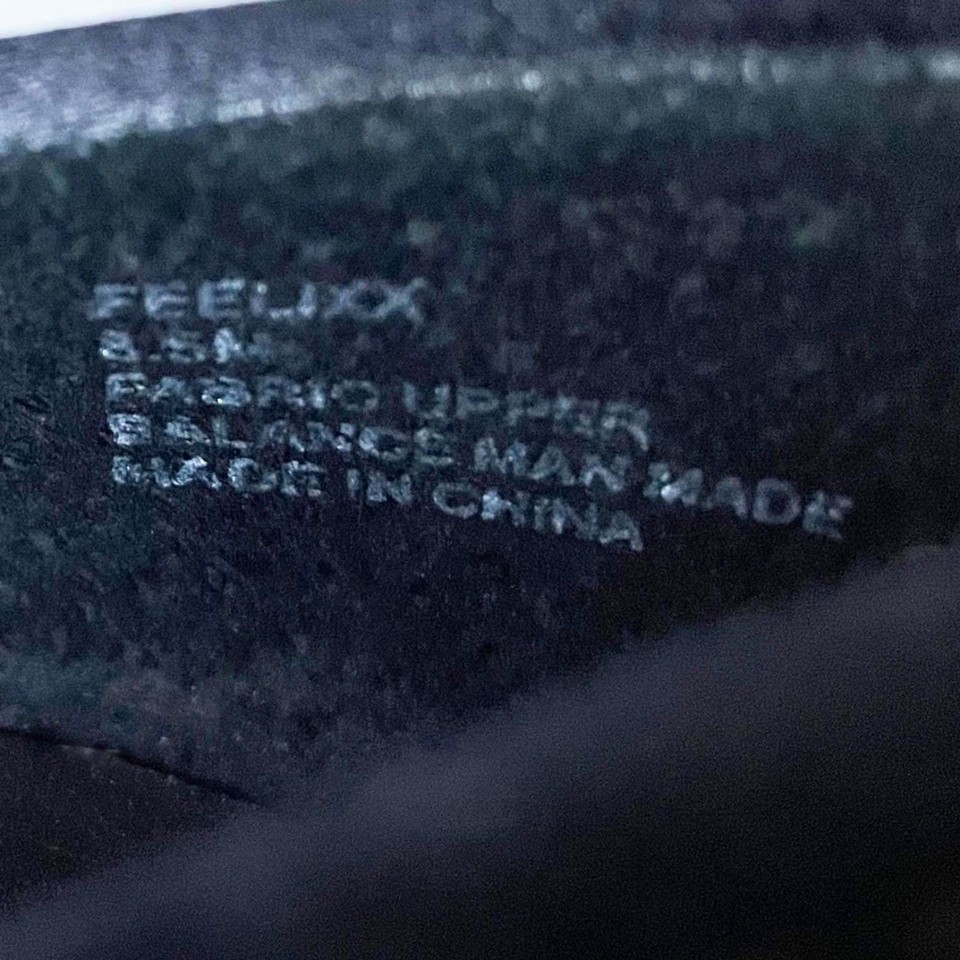 FEELIXX
8.5M
FABRIC UPPER
BALANCE MAN MADE
MADE IN CHINA